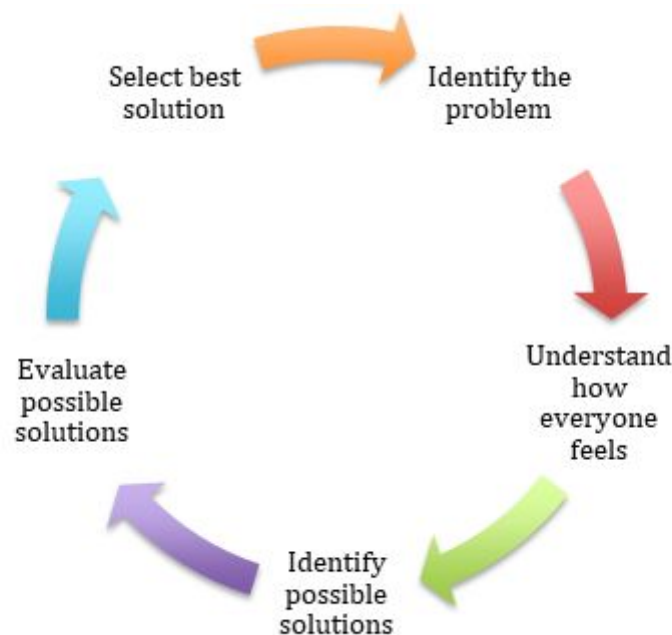 Select best
solution
Identify the
problem
Understand
how
everyone
feels
Identify
possible
solutions
Evaluate
possible
solutions